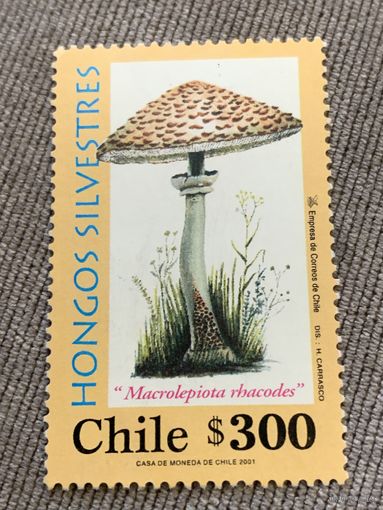 HONGOS SILVESTRES
Empresa de Correos de Chile
DIS. : H. CARRASCO
“Macrolepiota rhacodes”
Chile $300
CASA DE MONEDA DE CHILE 2001